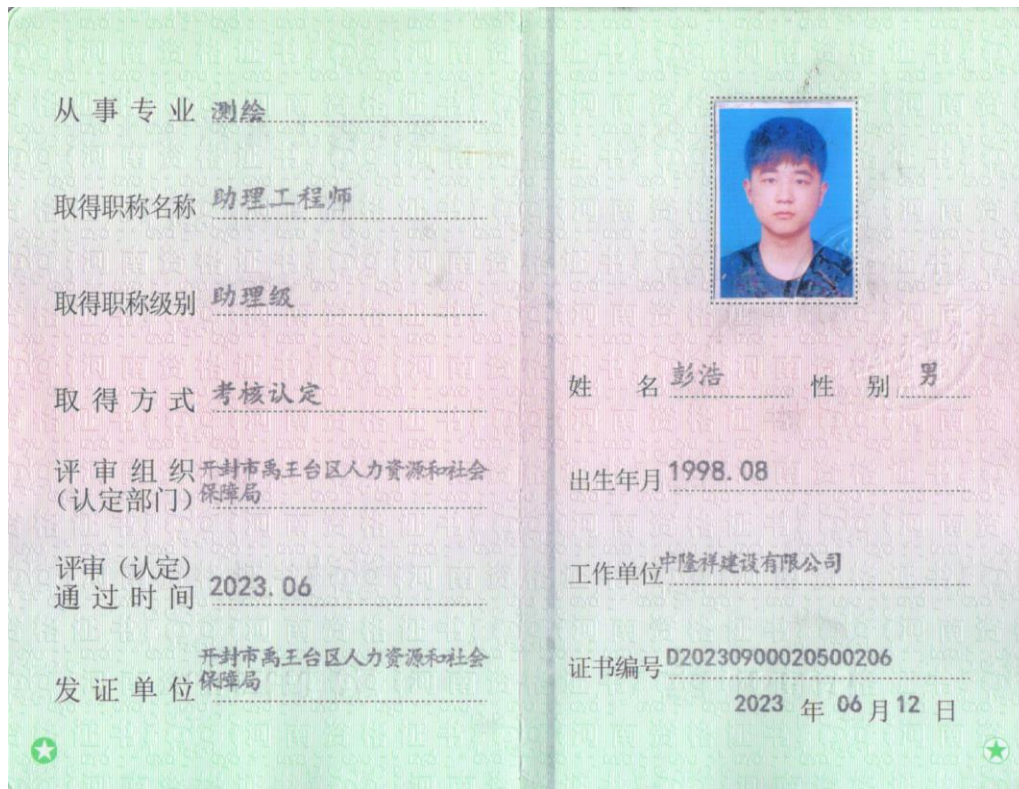 从事专业 测绘
取得职称名称 助理工程师
取得职称级别 助理级
取得方式 考核认定
评审组织 开封市禹王台区人力资源和社会
(认定部门) 保障局
评审（认定）
通过时间 2023.06
开封市禹王台区人力资源和社会
发证单位 保障局
姓名 彭浩 性别 男
出生年月 1998.08
工作单位 中隆祥建设有限公司
证书编号 D20230900020500206
2023 年 06 月 12 日